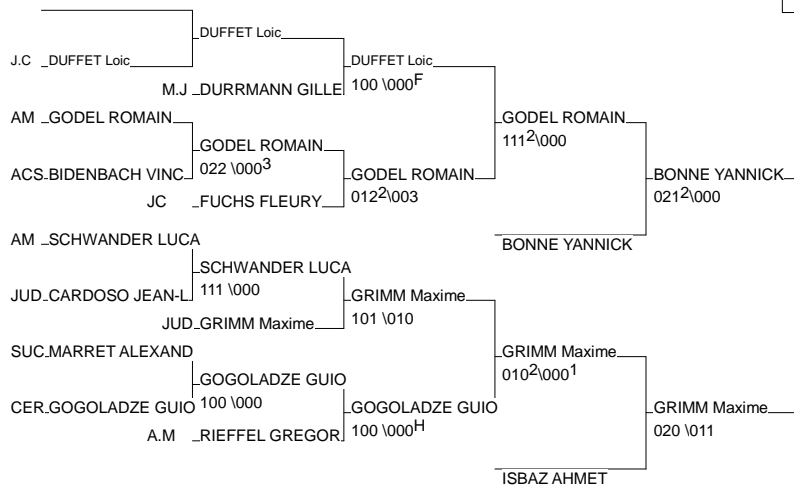 DUFFET Loic
J.C DUFFET Loic DUFFET Loic
M.J DURRMANN GILLE 100 \000F
AM GODEL ROMAIN GODEL ROMAIN
GODEL ROMAIN 1112\000
022 \0003
ACS BIDENBACH VINC GODEL ROMAIN BONNE YANNICK
JC FUCHS FLEURY 0122\003 0212\000
AM SCHWANDER LUCA BONNE YANNICK
SCHWANDER LUCA
JUD CARDOSO JEAN-L 111 \000 GRIMM Maxime
JUD GRIMM Maxime 101 \010
SUC MARRET ALEXAND GRIMM Maxime
GOGOLADZE GUIO 0102\0001
100 \000
CER GOGOLADZE GUIO GOGOLADZE GUIO GRIMM Maxime
A.M RIEFFEL GREGOR 100 \000H 020 \011
ISBAZ AHMET